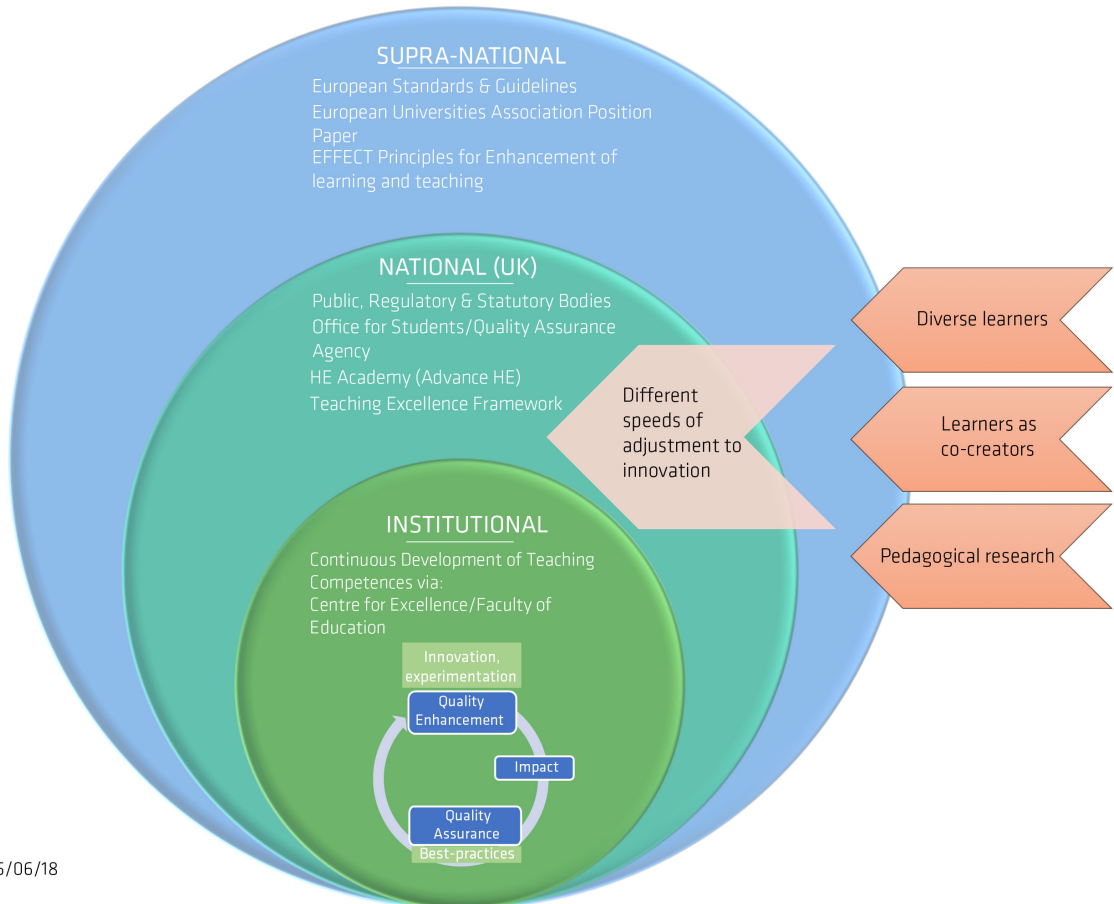 SUPRA-NATIONAL
European Standards & Guidelines
European Universities Association Position
Paper
EFFECT Principles for Enhancement of
learning and teaching
NATIONAL (UK)
Public, Regulatory & Statutory Bodies
Office for Students/Quality Assurance
Agency
HE Academy (Advance HE)
Teaching Excellence Framework
Different
speeds of
adjustment to
innovation
Diverse learners
Learners as
co-creators
Pedagogical research
INSTITUTIONAL
Continuous Development of Teaching
Competences via:
Centre for Excellence/Faculty of
Education
Innovation,
experimentation
Quality
Enhancement
Impact
Quality
Assurance
Best-practices
/06/18